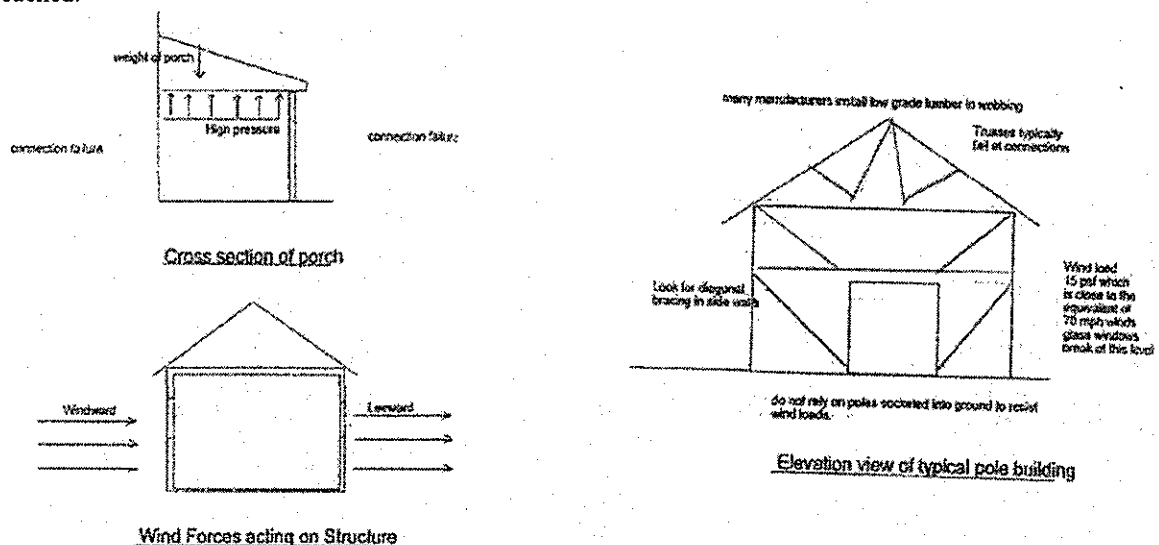 weight of porch
High pressure
connection failure
connection failure
Cross section of porch
Windward
Leeward
Wind Forces acting on Structure
many manufacturers install low grade lumber in webbing
Trusses typically
fail at connections
Look for diagonal
bracing in side walls
Wind load
15 psf which
is close to the
equivalent of
70 mph winds
glass windows
break at this level
do not rely on poles socketed into ground to resist
wind loads.
Elevation view of typical pole building